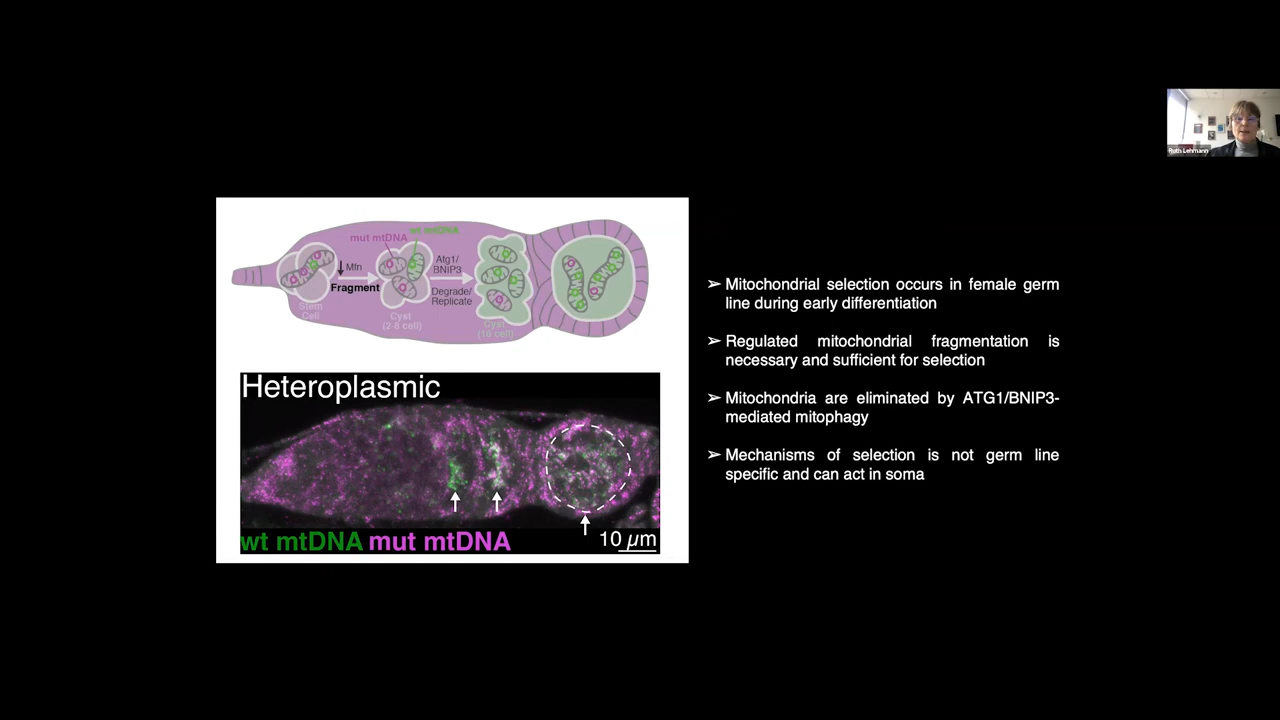 Ruth Lehmann
wt mtDNA
mut mtDNA
Mfn
Fragment
Atg1/
BNIP3
Degrade/
Replicate
Stem
Cell
Cyst
(2-8 cell)
Cyst
(16 cell)
Heteroplasmic
wt mtDNA mut mtDNA
10 µm
➢ Mitochondrial selection occurs in female germ
line during early differentiation
➢ Regulated mitochondrial fragmentation is
necessary and sufficient for selection
➢ Mitochondria are eliminated by ATG1/BNIP3-
mediated mitophagy
➢ Mechanisms of selection is not germ line
specific and can act in soma